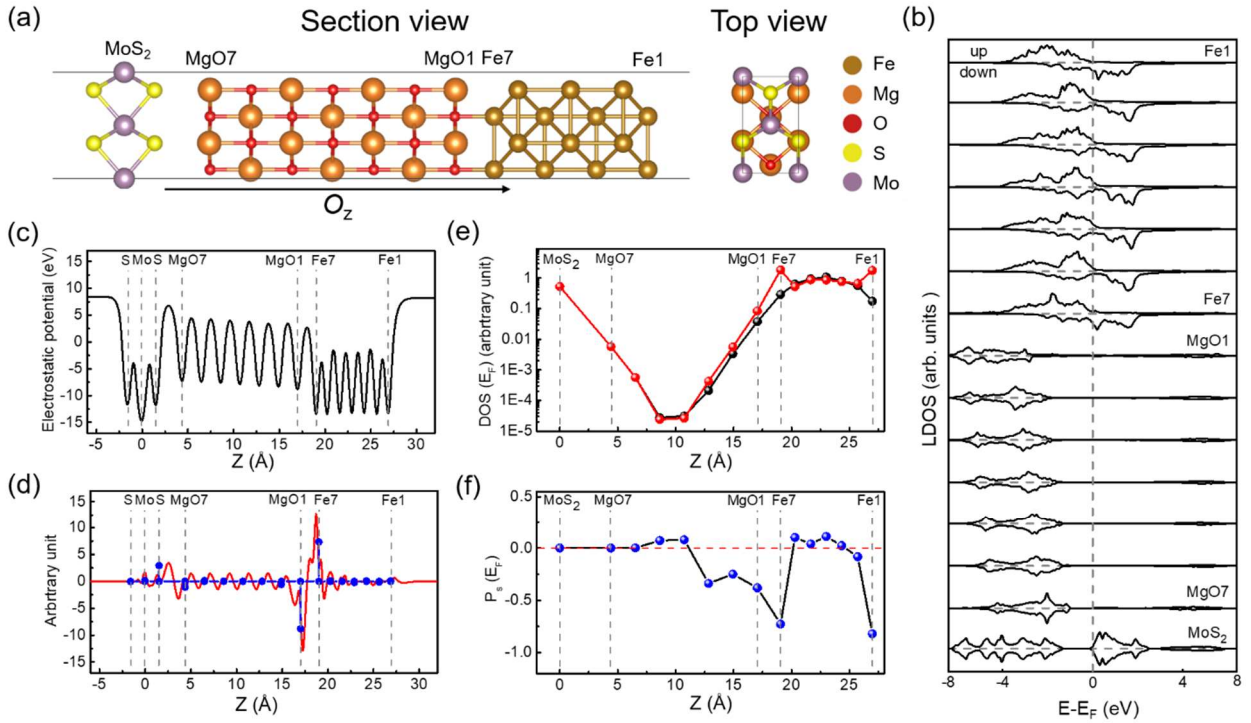 (a)
Section view
Top view
MoS2
MgO7
MgO1 Fe7
Fe1
Oz
Fe
Mg
O
S
Mo
(b)
up
down
Fe1
Fe7
MgO1
MgO7
MoS2
LDOS (arb. units)
-8 -4 0 4 8
E-EF (eV)
(c)
S Mo S MgO7 MgO1 Fe7 Fe1
15
10
5
0
-5
-10
-15
Electrostatic potential (eV)
-5 0 5 10 15 20 25 30
Z (Å)
(d)
S Mo S MgO7 MgO1 Fe7 Fe1
15
10
5
0
-5
-10
-15
Arbrtrary unit
-5 0 5 10 15 20 25 30
Z (Å)
(e)
MoS2 MgO7 MgO1 Fe7 Fe1
1
0.1
0.01
1E-3
1E-4
1E-5
DOS (EF) (abrtrary unit)
0 5 10 15 20 25
Z (Å)
(f)
MoS2 MgO7 MgO1 Fe7 Fe1
0.5
0.0
-0.5
-1.0
Ps (EF)
0 5 10 15 20 25
Z (Å)